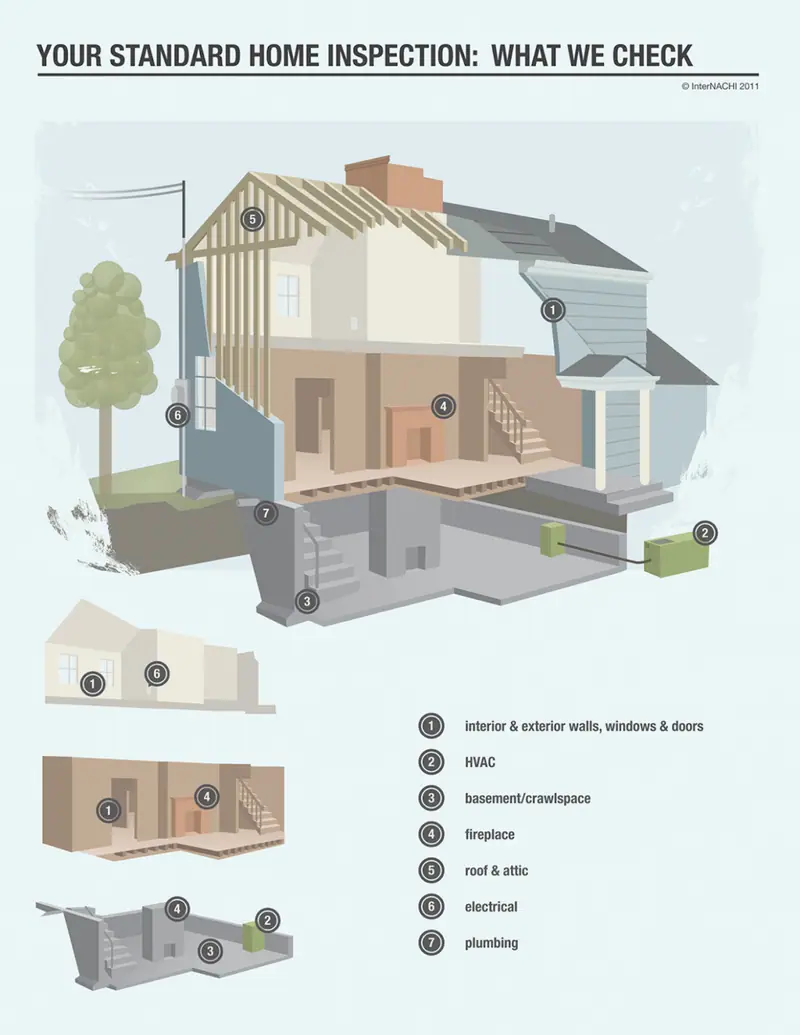 YOUR STANDARD HOME INSPECTION: WHAT WE CHECK
© InterNACHI 2011
5
1
4
6
7
2
3
1
6
1
4
4
2
3
1 interior & exterior walls, windows & doors
2 HVAC
3 basement/crawlspace
4 fireplace
5 roof & attic
6 electrical
7 plumbing